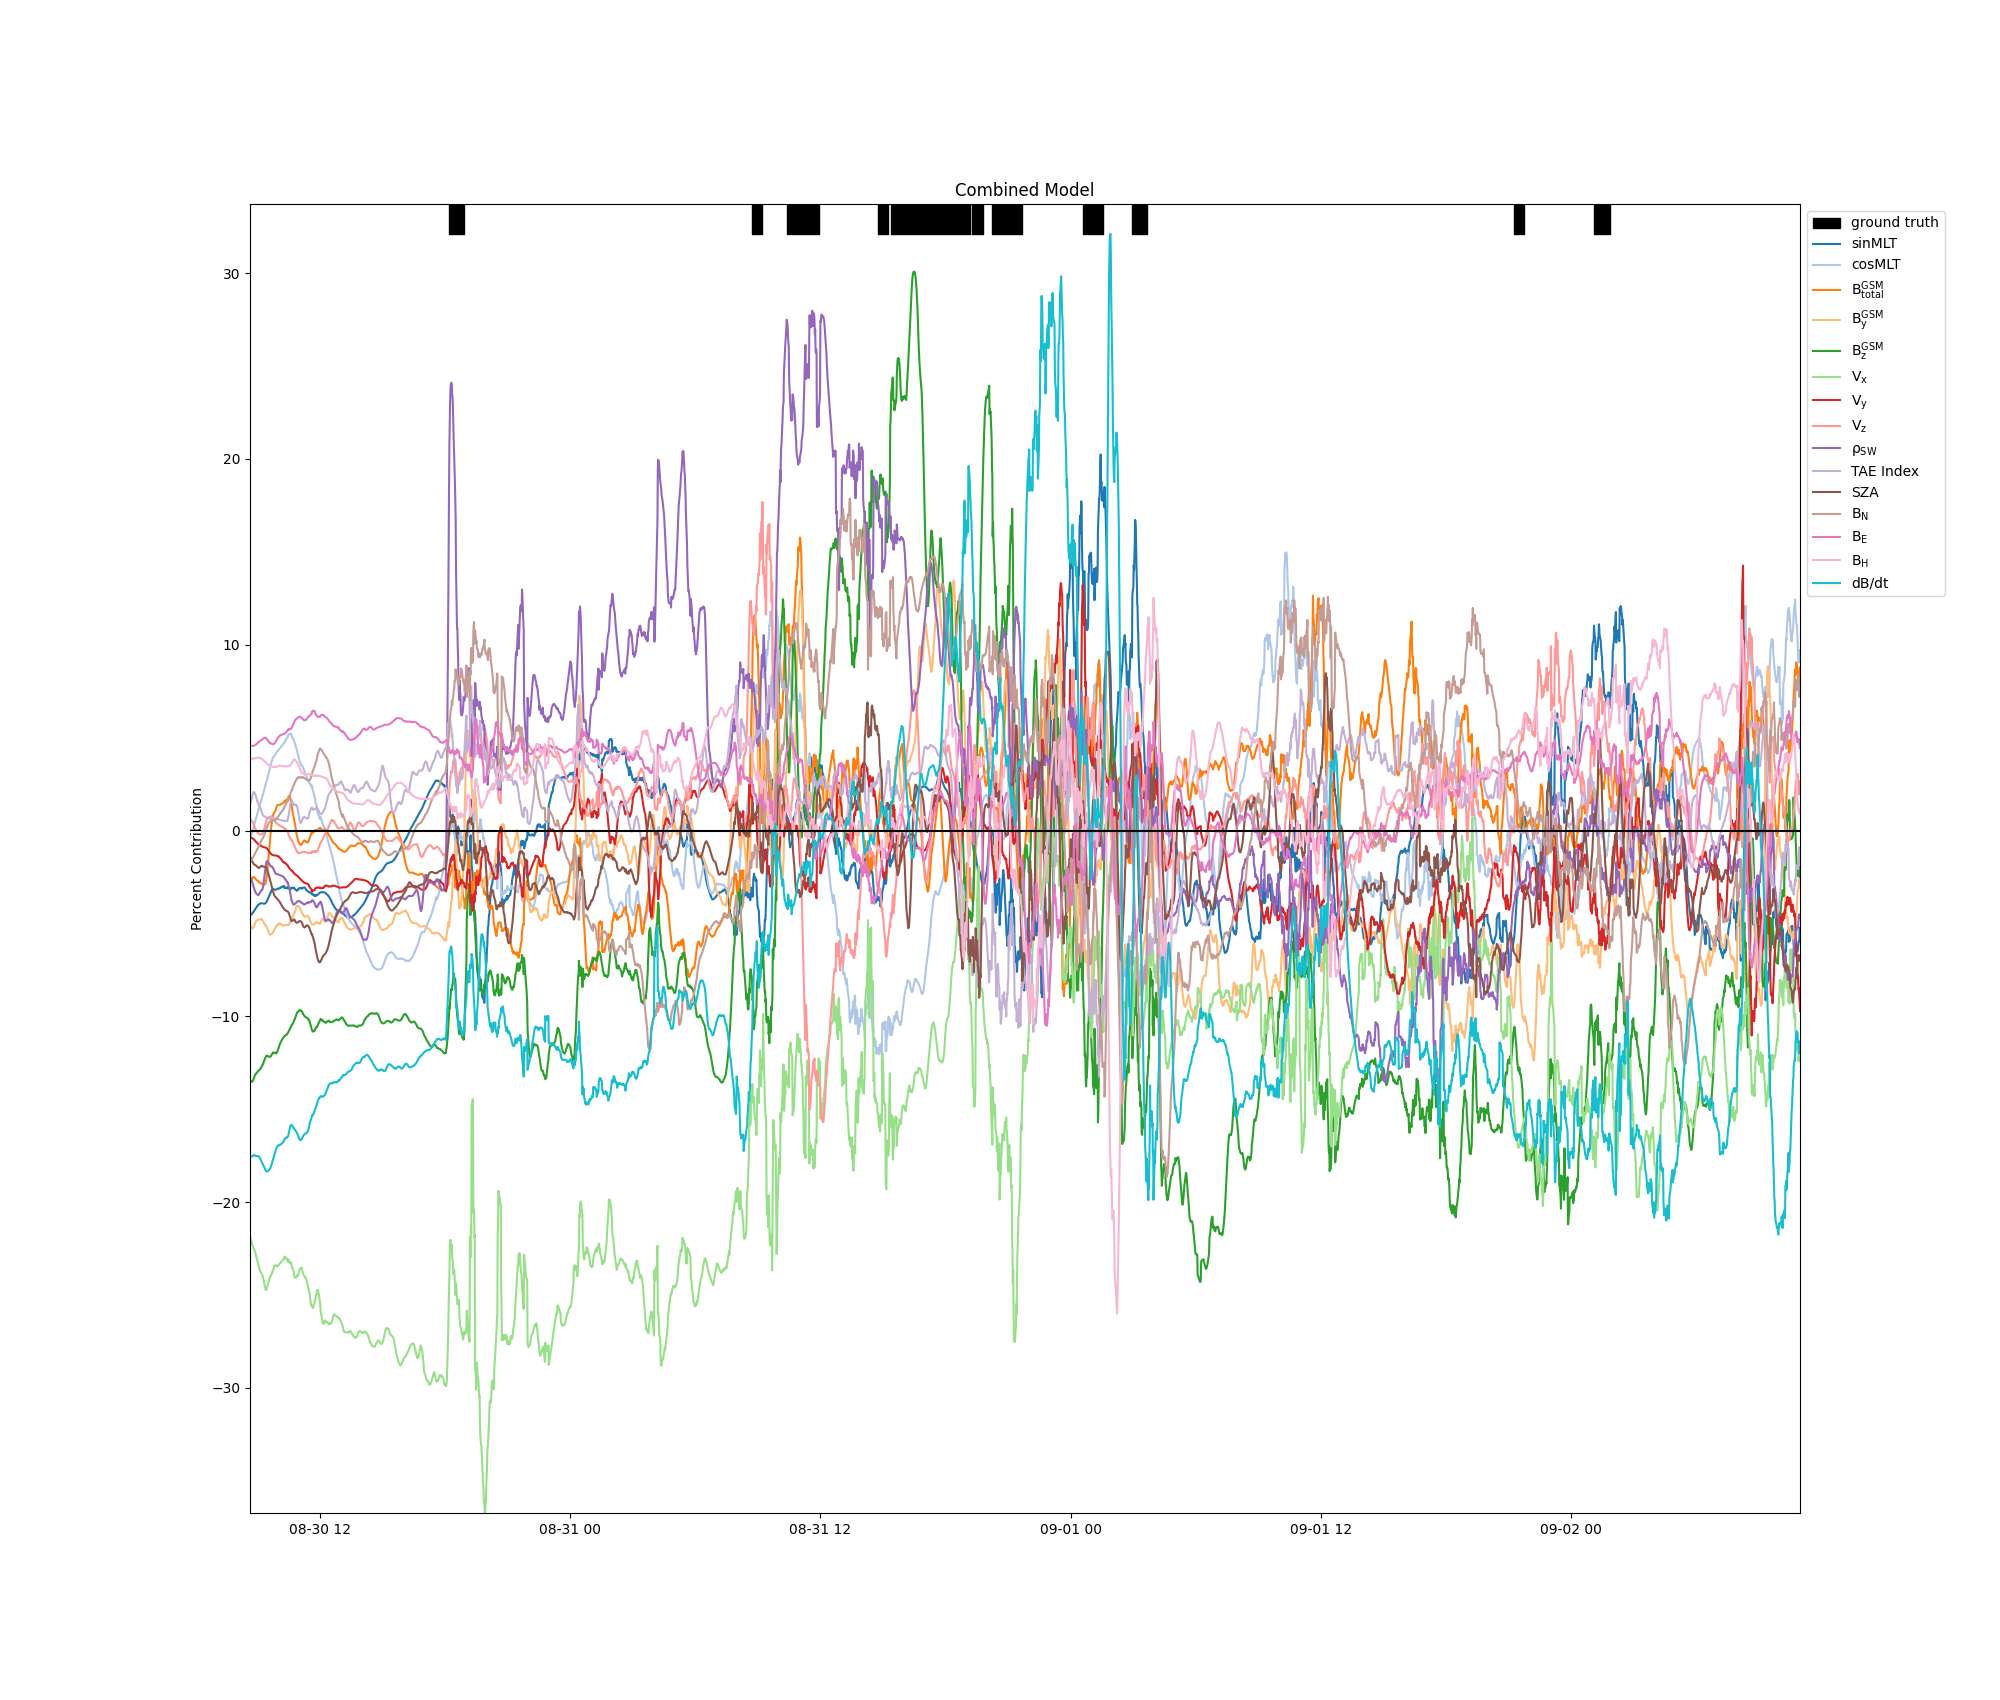 Combined Model
ground truth
sinMLT
cosMLT
B^GSM_total
B^GSM_y
B^GSM_z
V_x
V_y
V_z
ρ_SW
TAE Index
SZA
B_N
B_E
B_H
dB/dt
Percent Contribution
30
20
10
0
−10
−20
−30
08-30 12
08-31 00
08-31 12
09-01 00
09-01 12
09-02 00